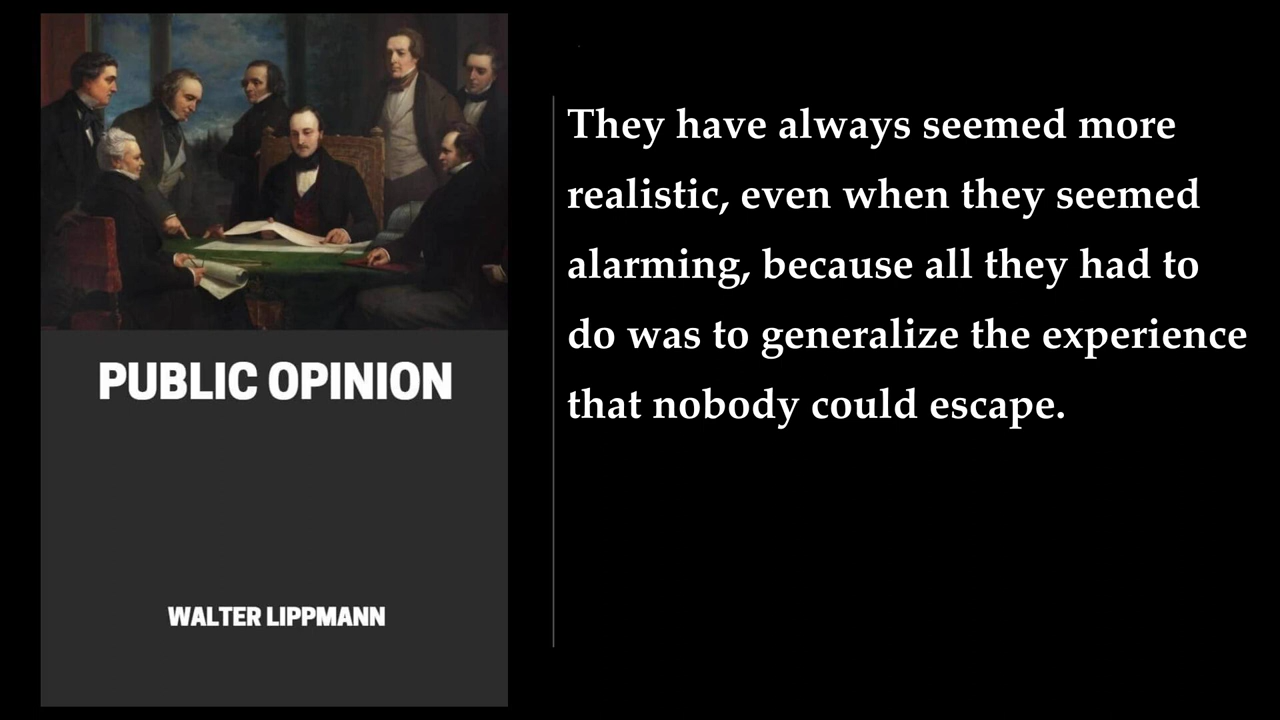 PUBLIC OPINION
WALTER LIPPMANN
They have always seemed more
realistic, even when they seemed
alarming, because all they had to
do was to generalize the experience
that nobody could escape.